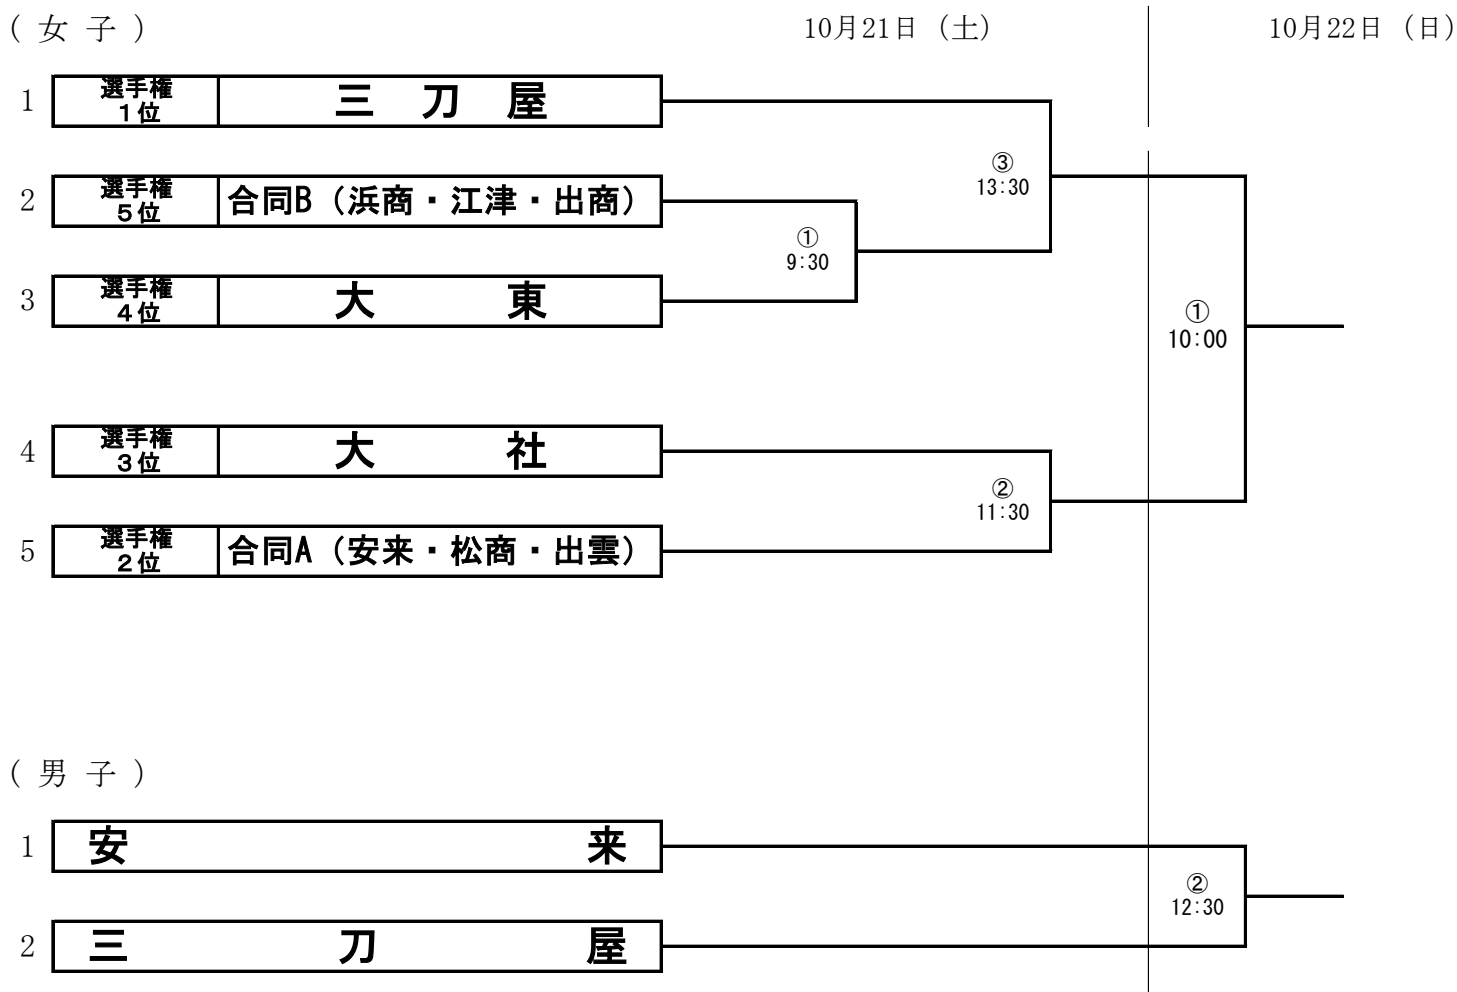 (女子) 10月21日(土) 10月22日(日)
1 選手権1位 三刀屋
③
13:30
2 選手権5位 合同B(浜商・江津・出商)
①
9:30
3 選手権4位 大東
①
10:00
4 選手権3位 大社
②
11:30
5 選手権2位 合同A(安来・松商・出雲)
(男子)
1 安来
②
12:30
2 三刀屋